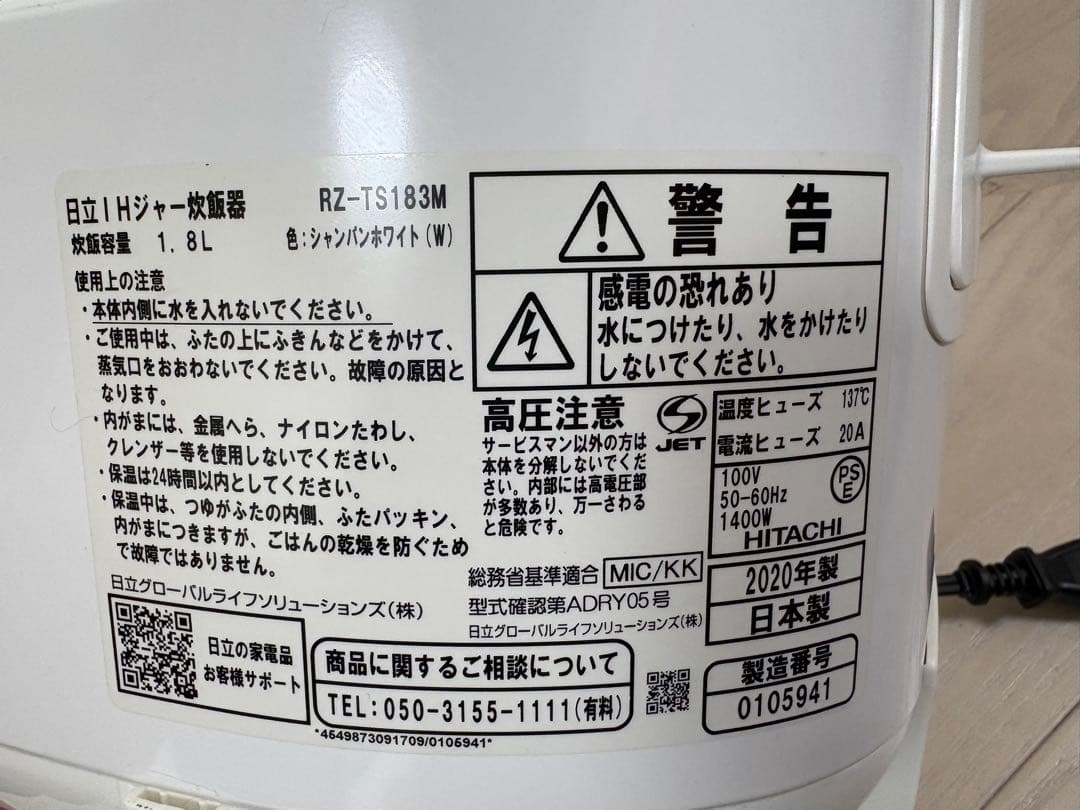 日立IHジャー炊飯器 RZ-TS183M
炊飯容量 1.8L 色:シャンパンホワイト(W)
使用上の注意
・本体内側に水を入れないでください。
・ご使用中は、ふたの上にふきんなどをかけて、
蒸気口をおおわないでください。故障の原因と
なります。
・内がまには、金属へら、ナイロンたわし、
クレンザー等を使用しないでください。
・保温は24時間以内としてください。
・保温中は、つゆがふたの内側、ふたパッキン、
内がまにつきますが、ごはんの乾燥を防ぐため
で故障ではありません。
日立グローバルライフソリューションズ(株)
日立の家電品
お客様サポート
警告
感電の恐れあり
水につけたり、水をかけたり
しないでください。
高圧注意
サービスマン以外の方は
本体を分解しないでくだ
さい。内部には高電圧部
が多数あり、万一さわる
と危険です。
JET
温度ヒューズ 137℃
電流ヒューズ 20A
100V
50-60Hz
1400W
PS
E
HITACHI
総務省基準適合 MIC/KK
型式確認第ADRY05号
日立グローバルライフソリューションズ(株)
2020年製
日本製
商品に関するご相談について
TEL:050-3155-1111(有料)
*4549873091709/0105941*
製造番号
0105941